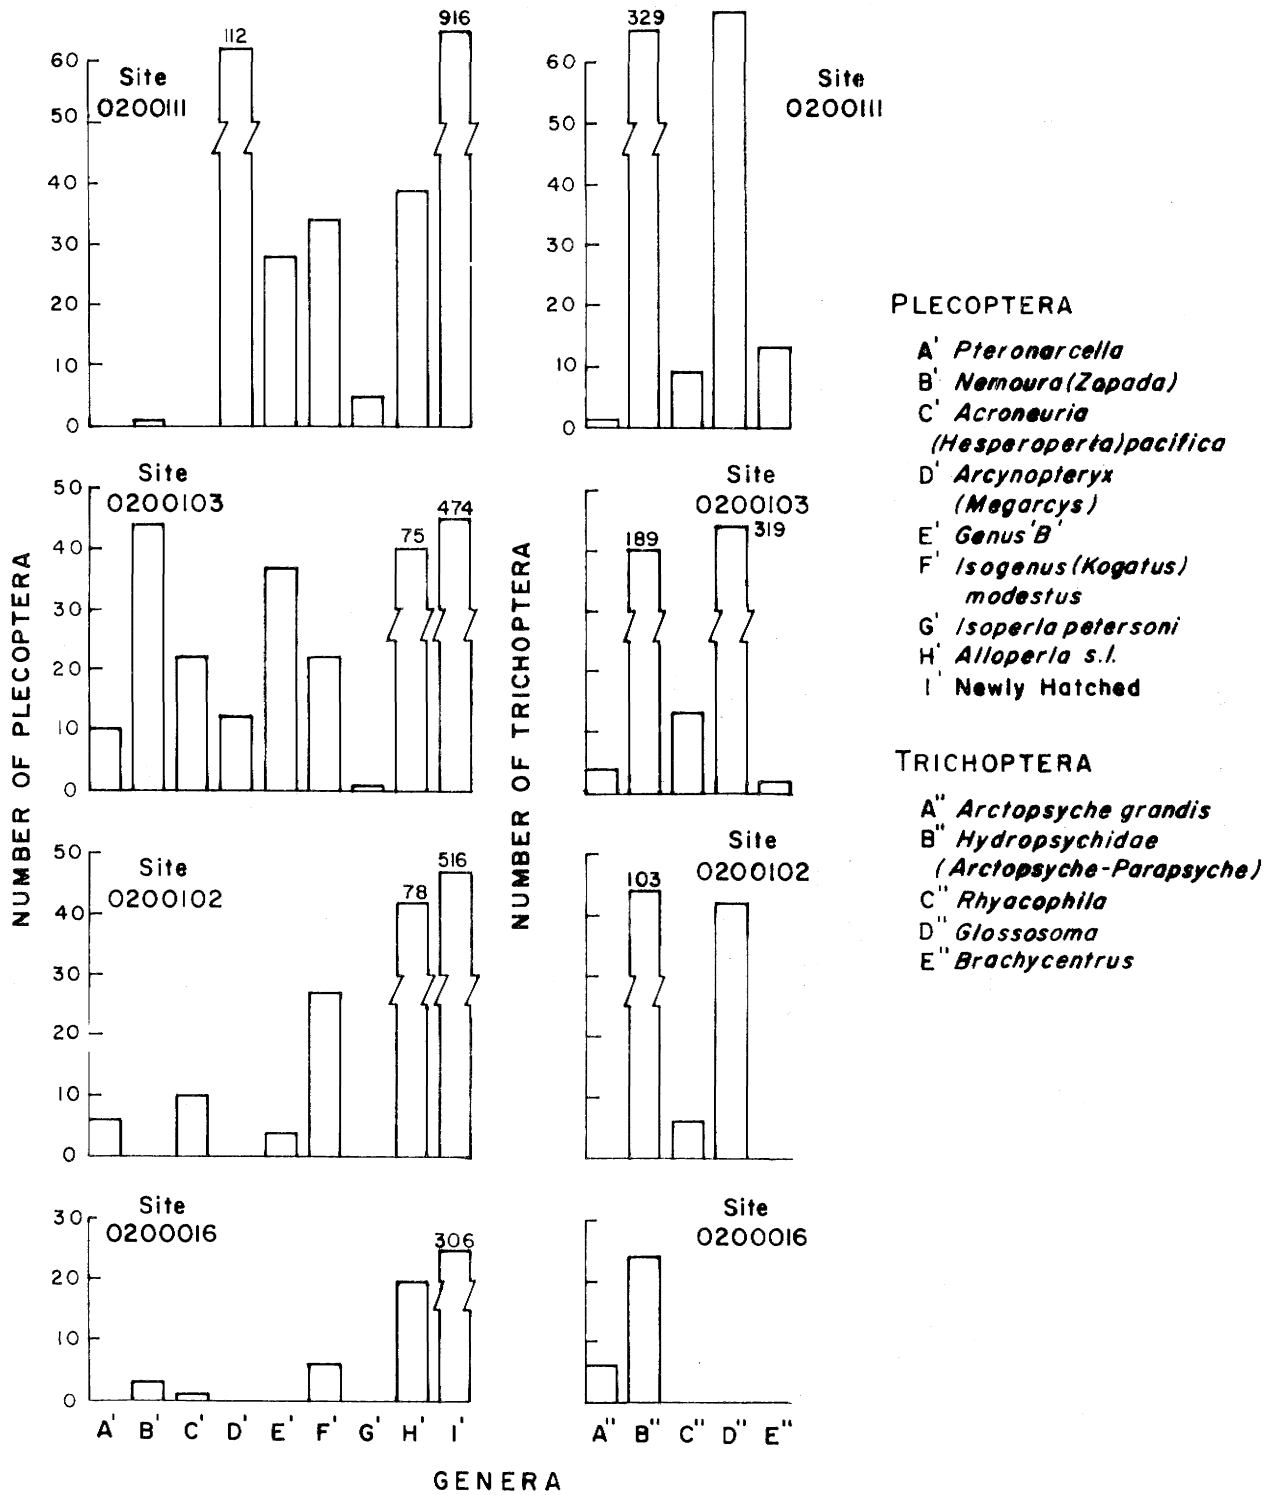 NUMBER OF PLECOPTERA
112
916
60
50
40
30
20
10
0
Site
0200111
Site
0200103
474
75
50
40
30
20
10
0
Site
0200102
516
78
50
40
30
20
10
0
Site
0200016
306
30
20
10
0
A' B' C' D' E' F' G' H' I'
NUMBER OF TRICHOPTERA
329
60
50
40
30
20
10
0
Site
0200111
Site
0200103
189
319
Site
0200102
103
Site
0200016
A'' B'' C'' D'' E''
GENERA
PLECOPTERA
A' Pteronarcella
B' Nemoura (Zapada)
C' Acroneuria
(Hesperoperta) pacifica
D' Arcynopteryx
(Megarcys)
E' Genus 'B'
F' Isogenus (Kogatus)
modestus
G' Isoperla petersoni
H' Alloperla s.l.
I' Newly Hatched
TRICHOPTERA
A'' Arctopsyche grandis
B'' Hydropsychidae
(Arctopsyche-Parapsyche)
C'' Rhyacophila
D'' Glossosoma
E'' Brachycentrus